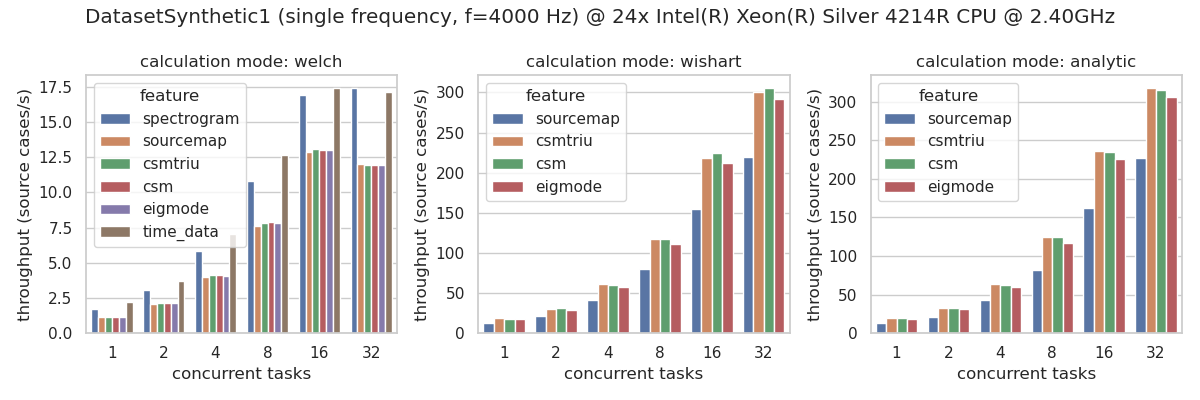 DatasetSynthetic1 (single frequency, f=4000 Hz) @ 24x Intel(R) Xeon(R) Silver 4214R CPU @ 2.40GHz
calculation mode: welch
throughput (source cases/s)
17.5
15.0
12.5
10.0
7.5
5.0
2.5
0.0
feature
spectrogram
sourcemap
csmtriu
csm
eigmode
time_data
1 2 4 8 16 32
concurrent tasks
calculation mode: wishart
throughput (source cases/s)
300
250
200
150
100
50
0
feature
sourcemap
csmtriu
csm
eigmode
1 2 4 8 16 32
concurrent tasks
calculation mode: analytic
throughput (source cases/s)
300
250
200
150
100
50
0
feature
sourcemap
csmtriu
csm
eigmode
1 2 4 8 16 32
concurrent tasks